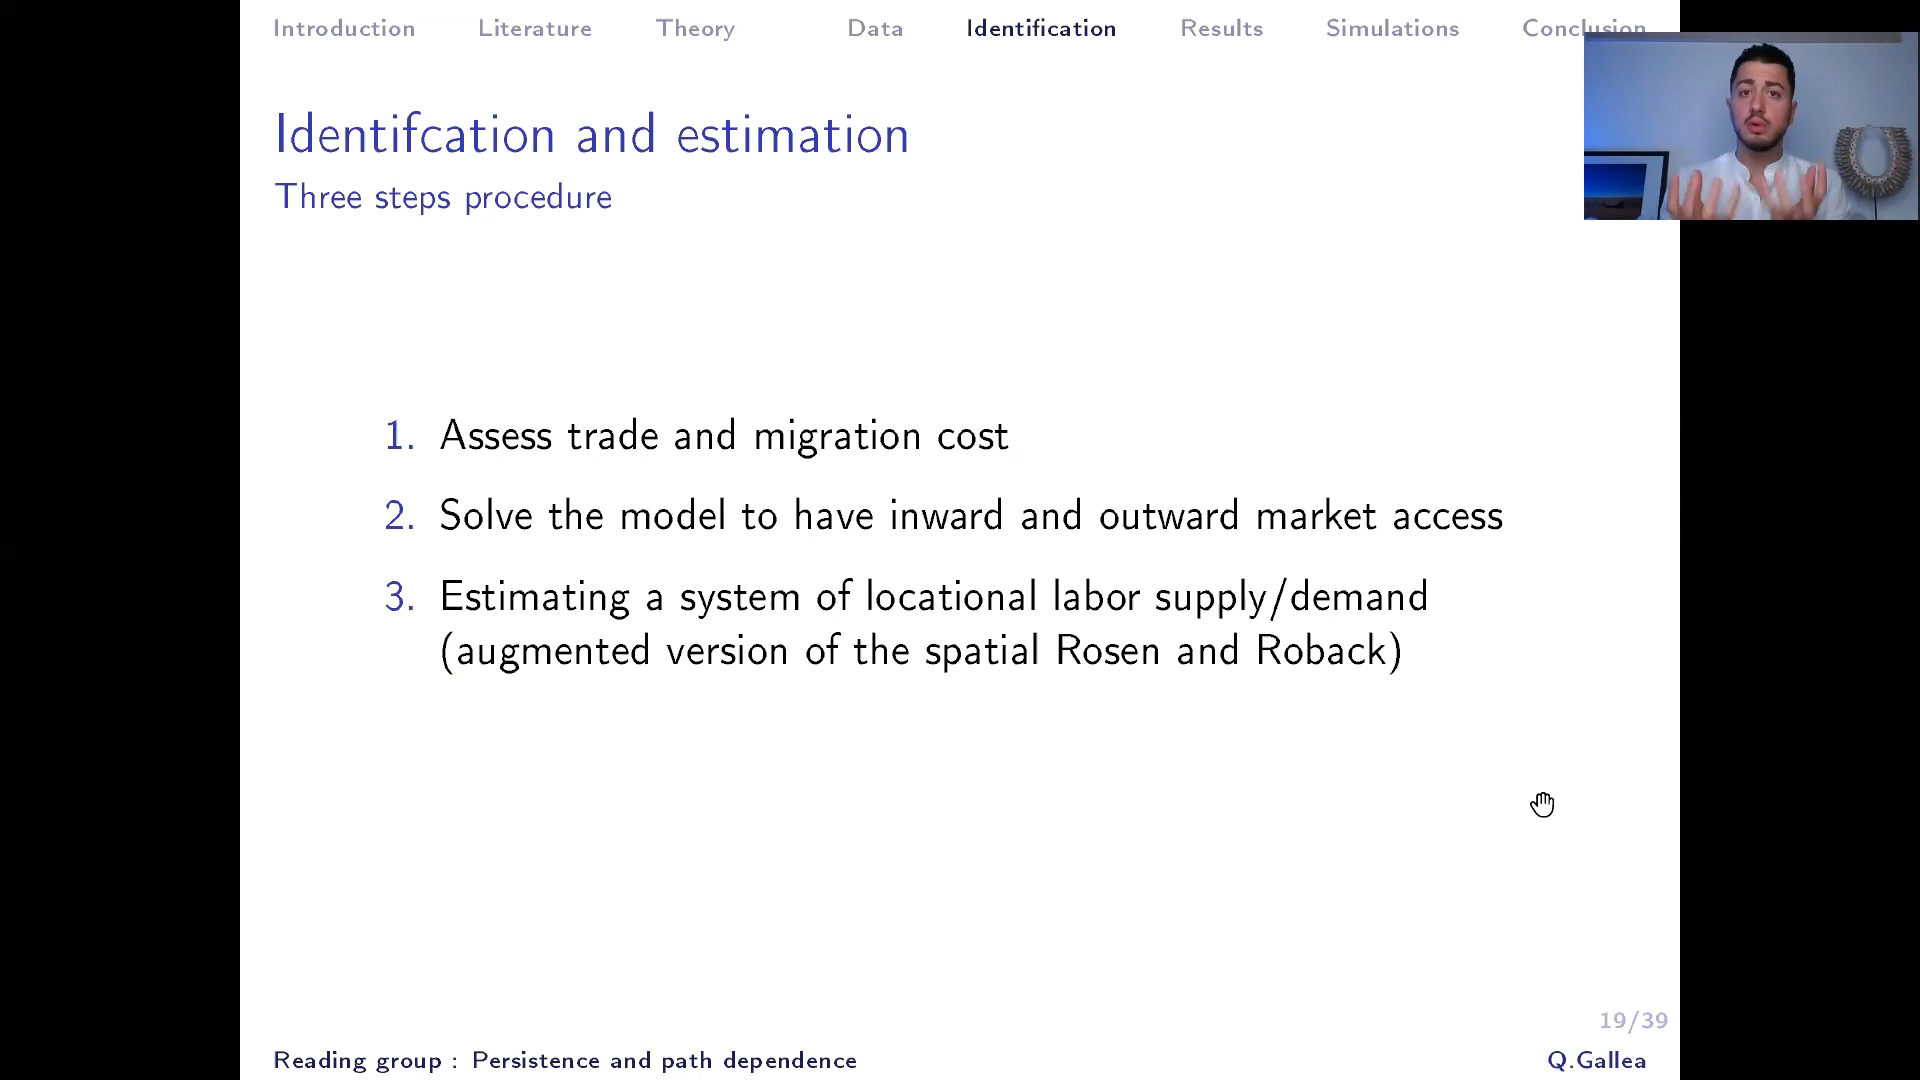 Introduction Literature Theory Data Identification Results Simulations Conclusion
Identifcation and estimation
Three steps procedure
1. Assess trade and migration cost
2. Solve the model to have inward and outward market access
3. Estimating a system of locational labor supply/demand
(augmented version of the spatial Rosen and Roback)
19/39
Reading group : Persistence and path dependence Q.Gallea